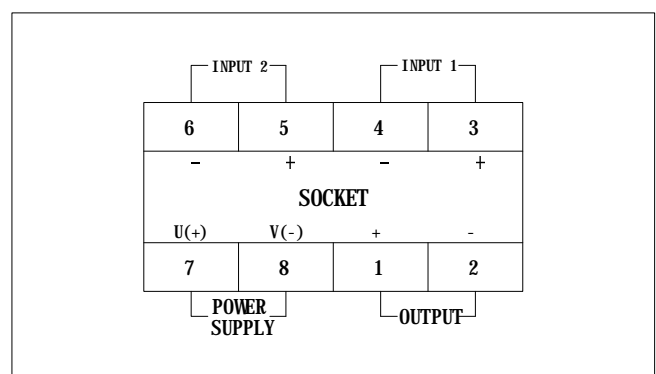 INPUT 2 INPUT 1
6 5 4 3
- + - +
SOCKET
U(+) V(-) + -
7 8 1 2
POWER
SUPPLY
OUTPUT